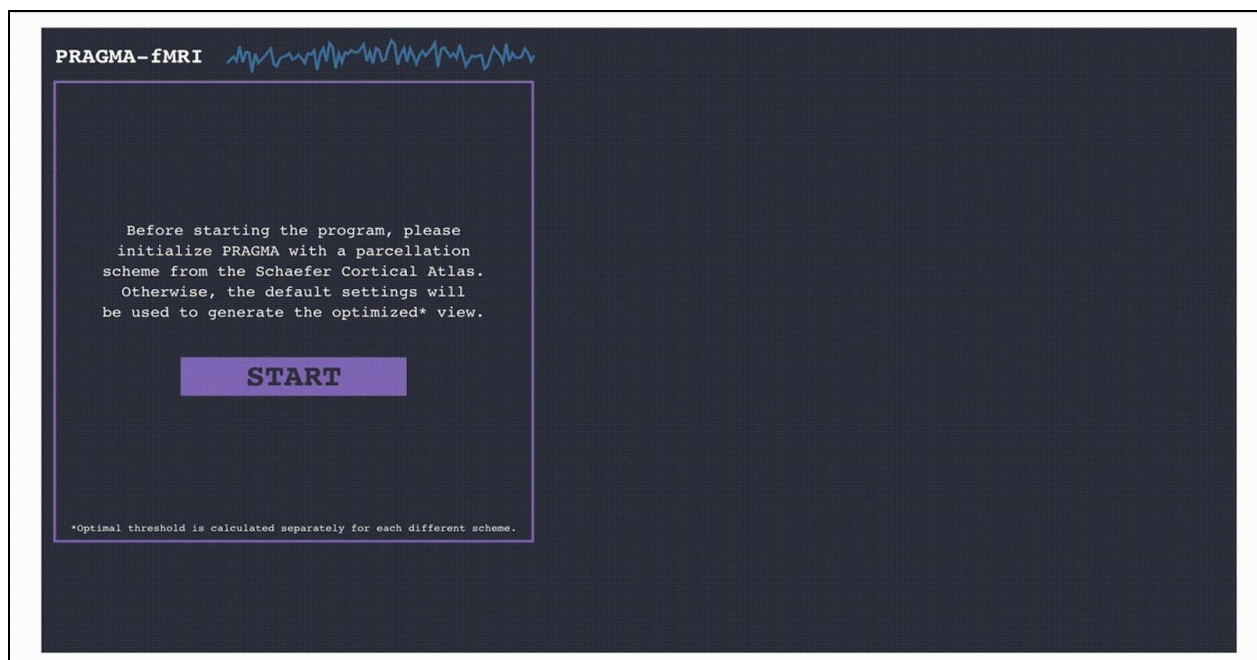 PRAGMA-fMRI
Before starting the program, please
initialize PRAGMA with a parcellation
scheme from the Schaefer Cortical Atlas.
Otherwise, the default settings will
be used to generate the optimized* view.
START
*Optimal threshold is calculated separately for each different scheme.